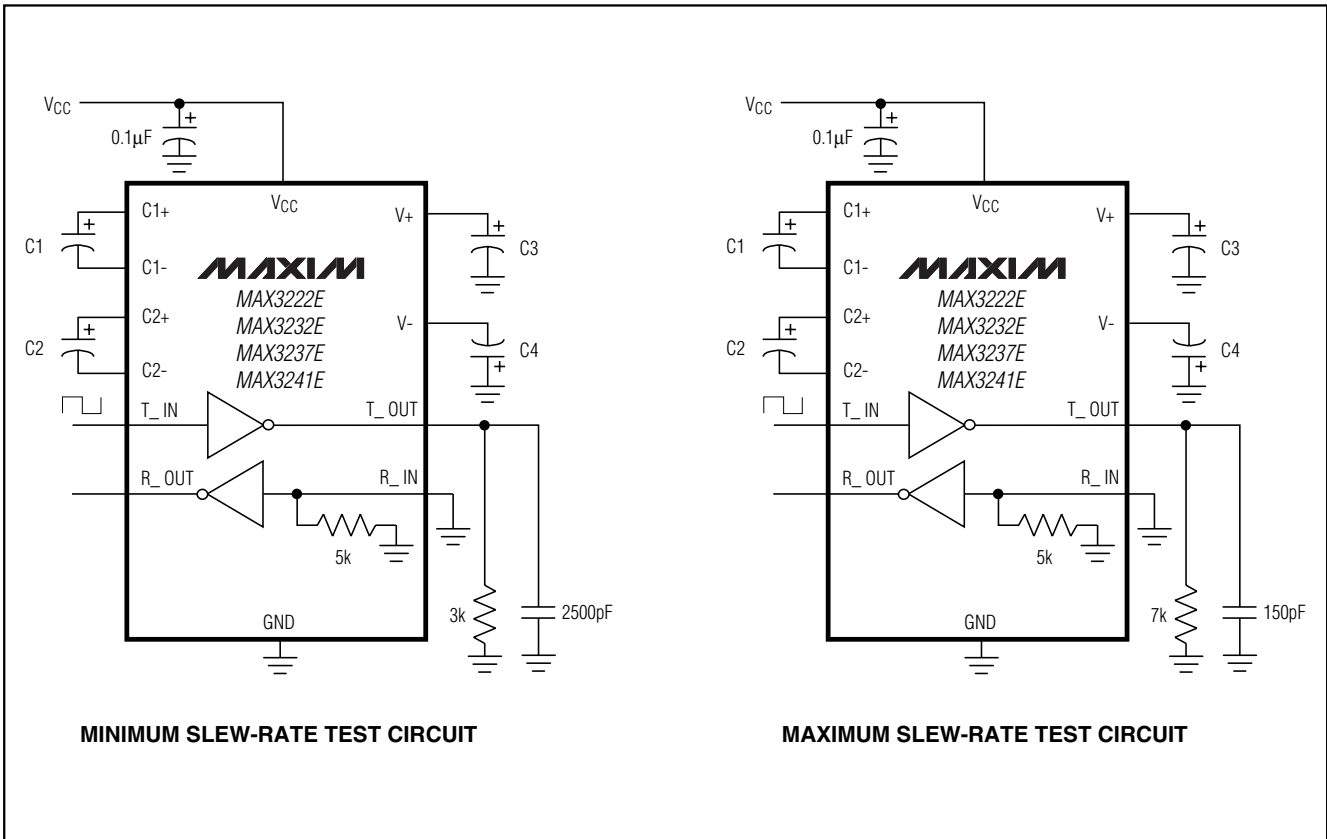 VCC
0.1µF
+
VCC
C1+
V+
C1
+
+
C3
C1-
MAXIM
MAX3222E
C2+
MAX3232E
V-
C2
+
MAX3237E
C4
C2-
MAX3241E
+
T_ IN
T_ OUT
R_ OUT
R_ IN
5k
3k
2500pF
GND
MINIMUM SLEW-RATE TEST CIRCUIT
VCC
0.1µF
+
VCC
C1+
V+
C1
+
+
C3
C1-
MAXIM
MAX3222E
C2+
MAX3232E
V-
C2
+
MAX3237E
C4
C2-
MAX3241E
+
T_ IN
T_ OUT
R_ OUT
R_ IN
5k
7k
150pF
GND
MAXIMUM SLEW-RATE TEST CIRCUIT